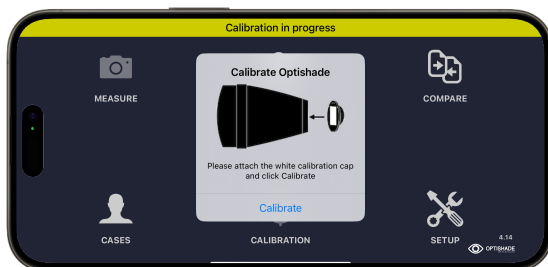 Calibration in progress
Calibrate Optishade
MEASURE
COMPARE
Please attach the white calibration cap
and click Calibrate
Calibrate
CASES
CALIBRATION
SETUP
4.14
OPTISHADE